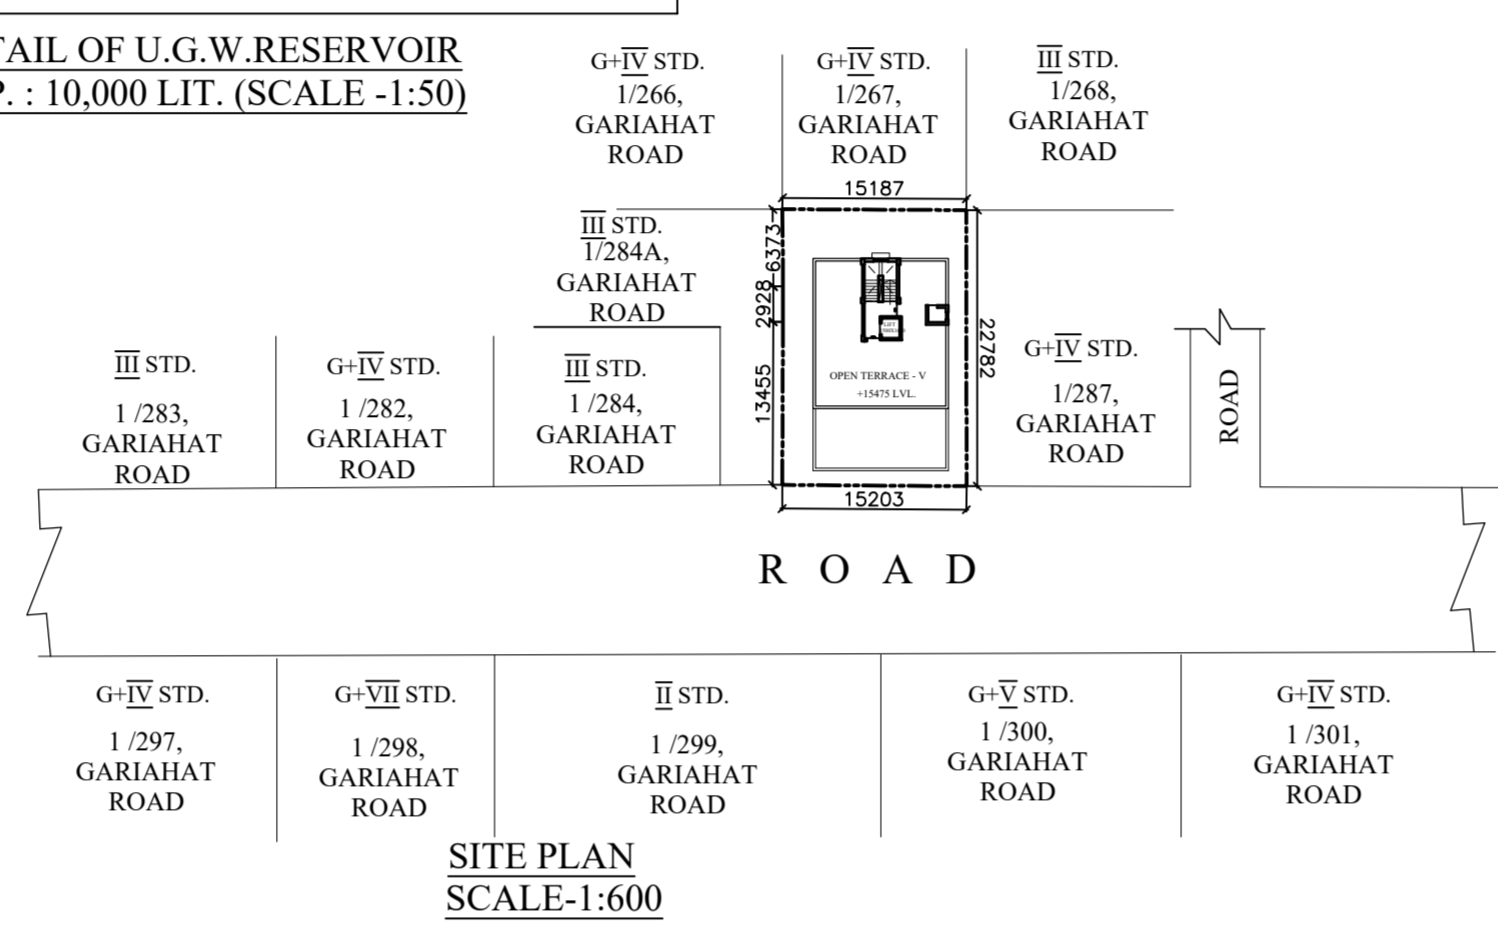 TAIL OF U.G.W.RESERVOIR
P. : 10,000 LIT. (SCALE -1:50)
G+IV STD.
1/266,
GARIAHAT
ROAD
G+IV STD.
1/267,
GARIAHAT
ROAD
III STD.
1/268,
GARIAHAT
ROAD
15187
III STD.
1/284A,
GARIAHAT
ROAD
6373
2928
13455
22782
LIFT
OPEN TERRACE - V
+15475 LVL.
15203
III STD.
1 /283,
GARIAHAT
ROAD
G+IV STD.
1 /282,
GARIAHAT
ROAD
III STD.
1 /284,
GARIAHAT
ROAD
G+IV STD.
1/287,
GARIAHAT
ROAD
ROAD
R O A D
G+IV STD.
1 /297,
GARIAHAT
ROAD
G+VII STD.
1 /298,
GARIAHAT
ROAD
II STD.
1 /299,
GARIAHAT
ROAD
G+V STD.
1 /300,
GARIAHAT
ROAD
G+IV STD.
1 /301,
GARIAHAT
ROAD
SITE PLAN
SCALE-1:600